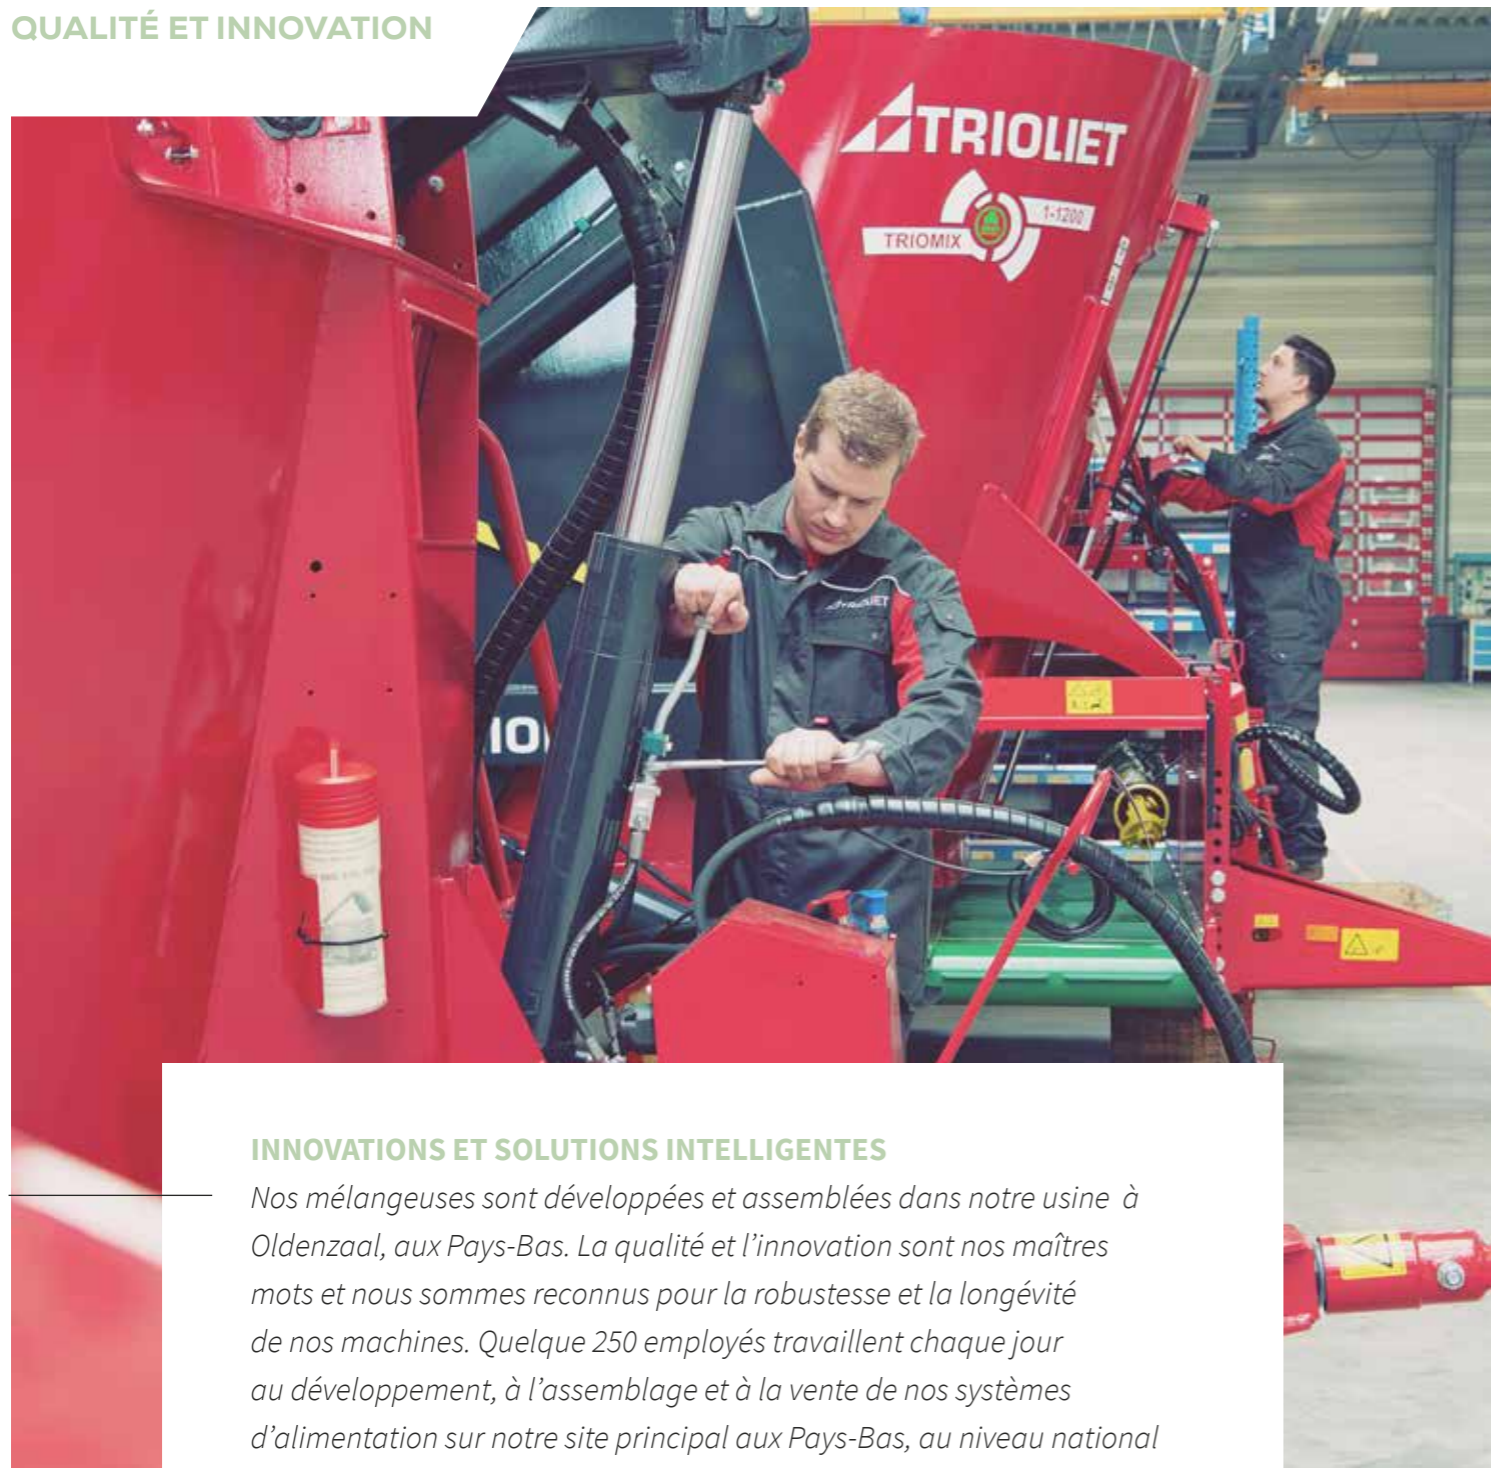 QUALITÉ ET INNOVATION
TRIOLIET
1-1200
TRIOMIX
TRIOLIET
INNOVATIONS ET SOLUTIONS INTELLIGENTES
Nos mélangeuses sont développées et assemblées dans notre usine à
Oldenzaal, aux Pays-Bas. La qualité et l’innovation sont nos maîtres
mots et nous sommes reconnus pour la robustesse et la longévité
de nos machines. Quelque 250 employés travaillent chaque jour
au développement, à l’assemblage et à la vente de nos systèmes
d’alimentation sur notre site principal aux Pays-Bas, au niveau national